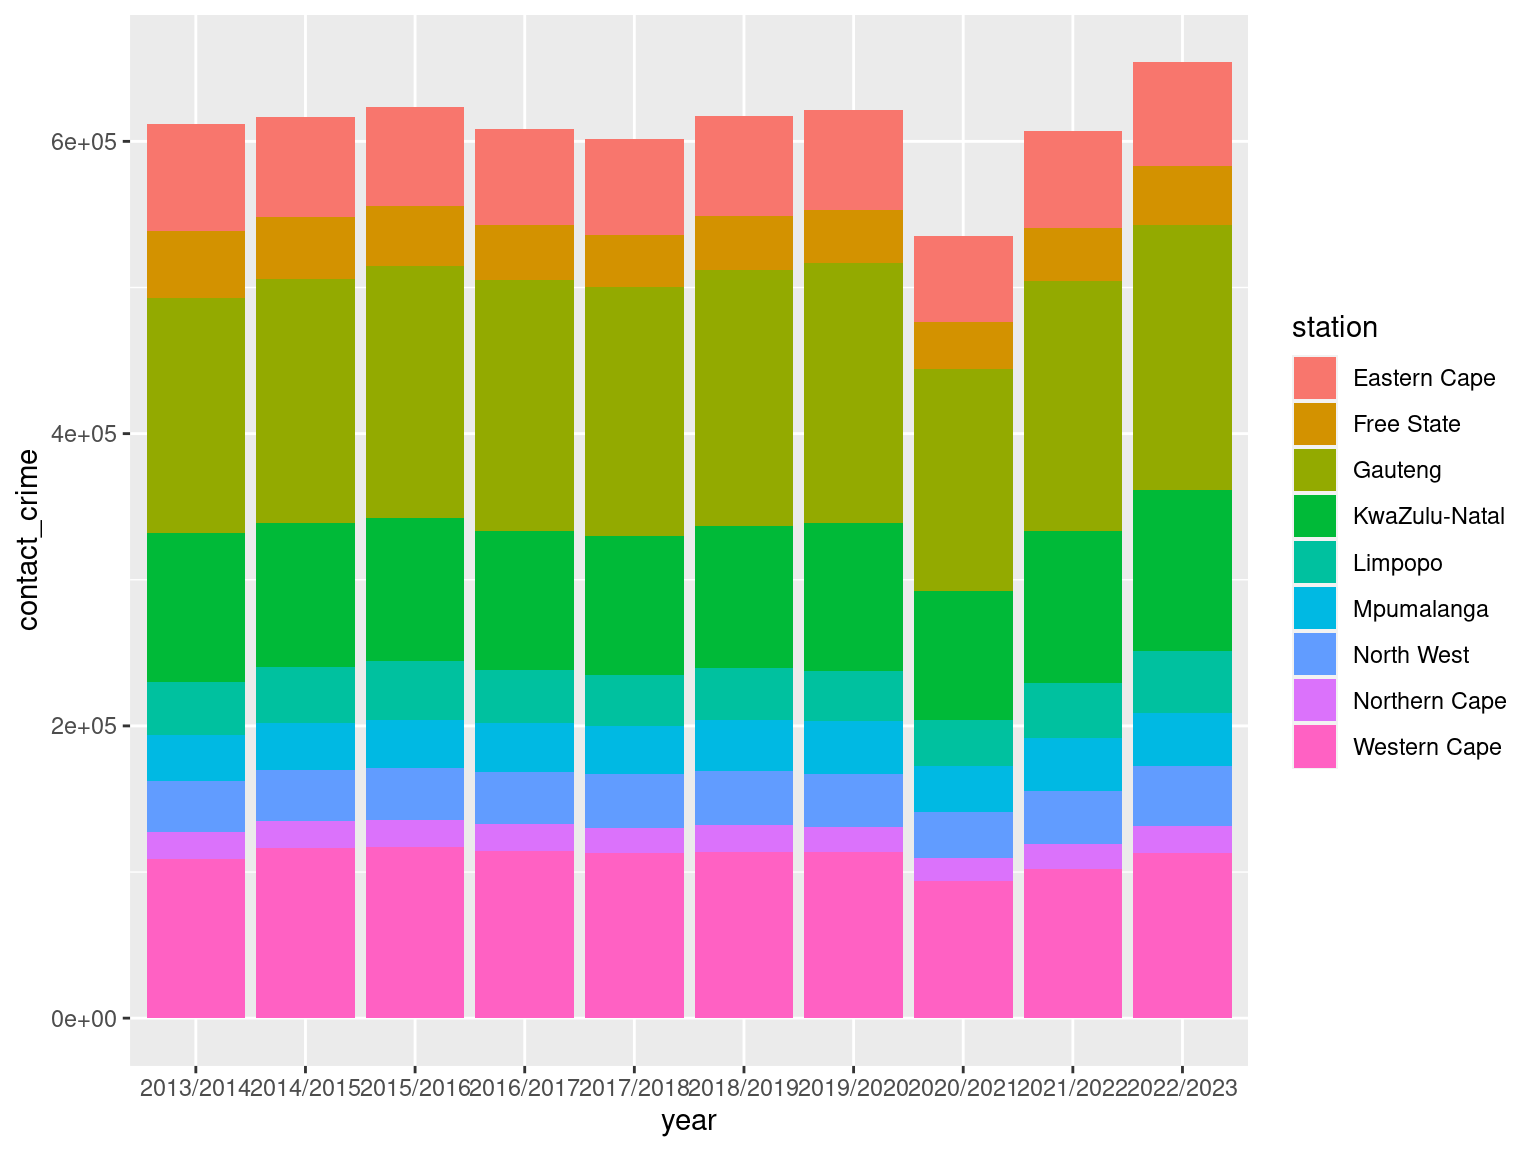 6e+05
4e+05
2e+05
0e+00
contact_crime
2013/2014 2014/2015 2015/2016 2016/2017 2017/2018 2018/2019 2019/2020 2020/2021 2021/2022 2022/2023
year
station
Eastern Cape
Free State
Gauteng
KwaZulu-Natal
Limpopo
Mpumalanga
North West
Northern Cape
Western Cape